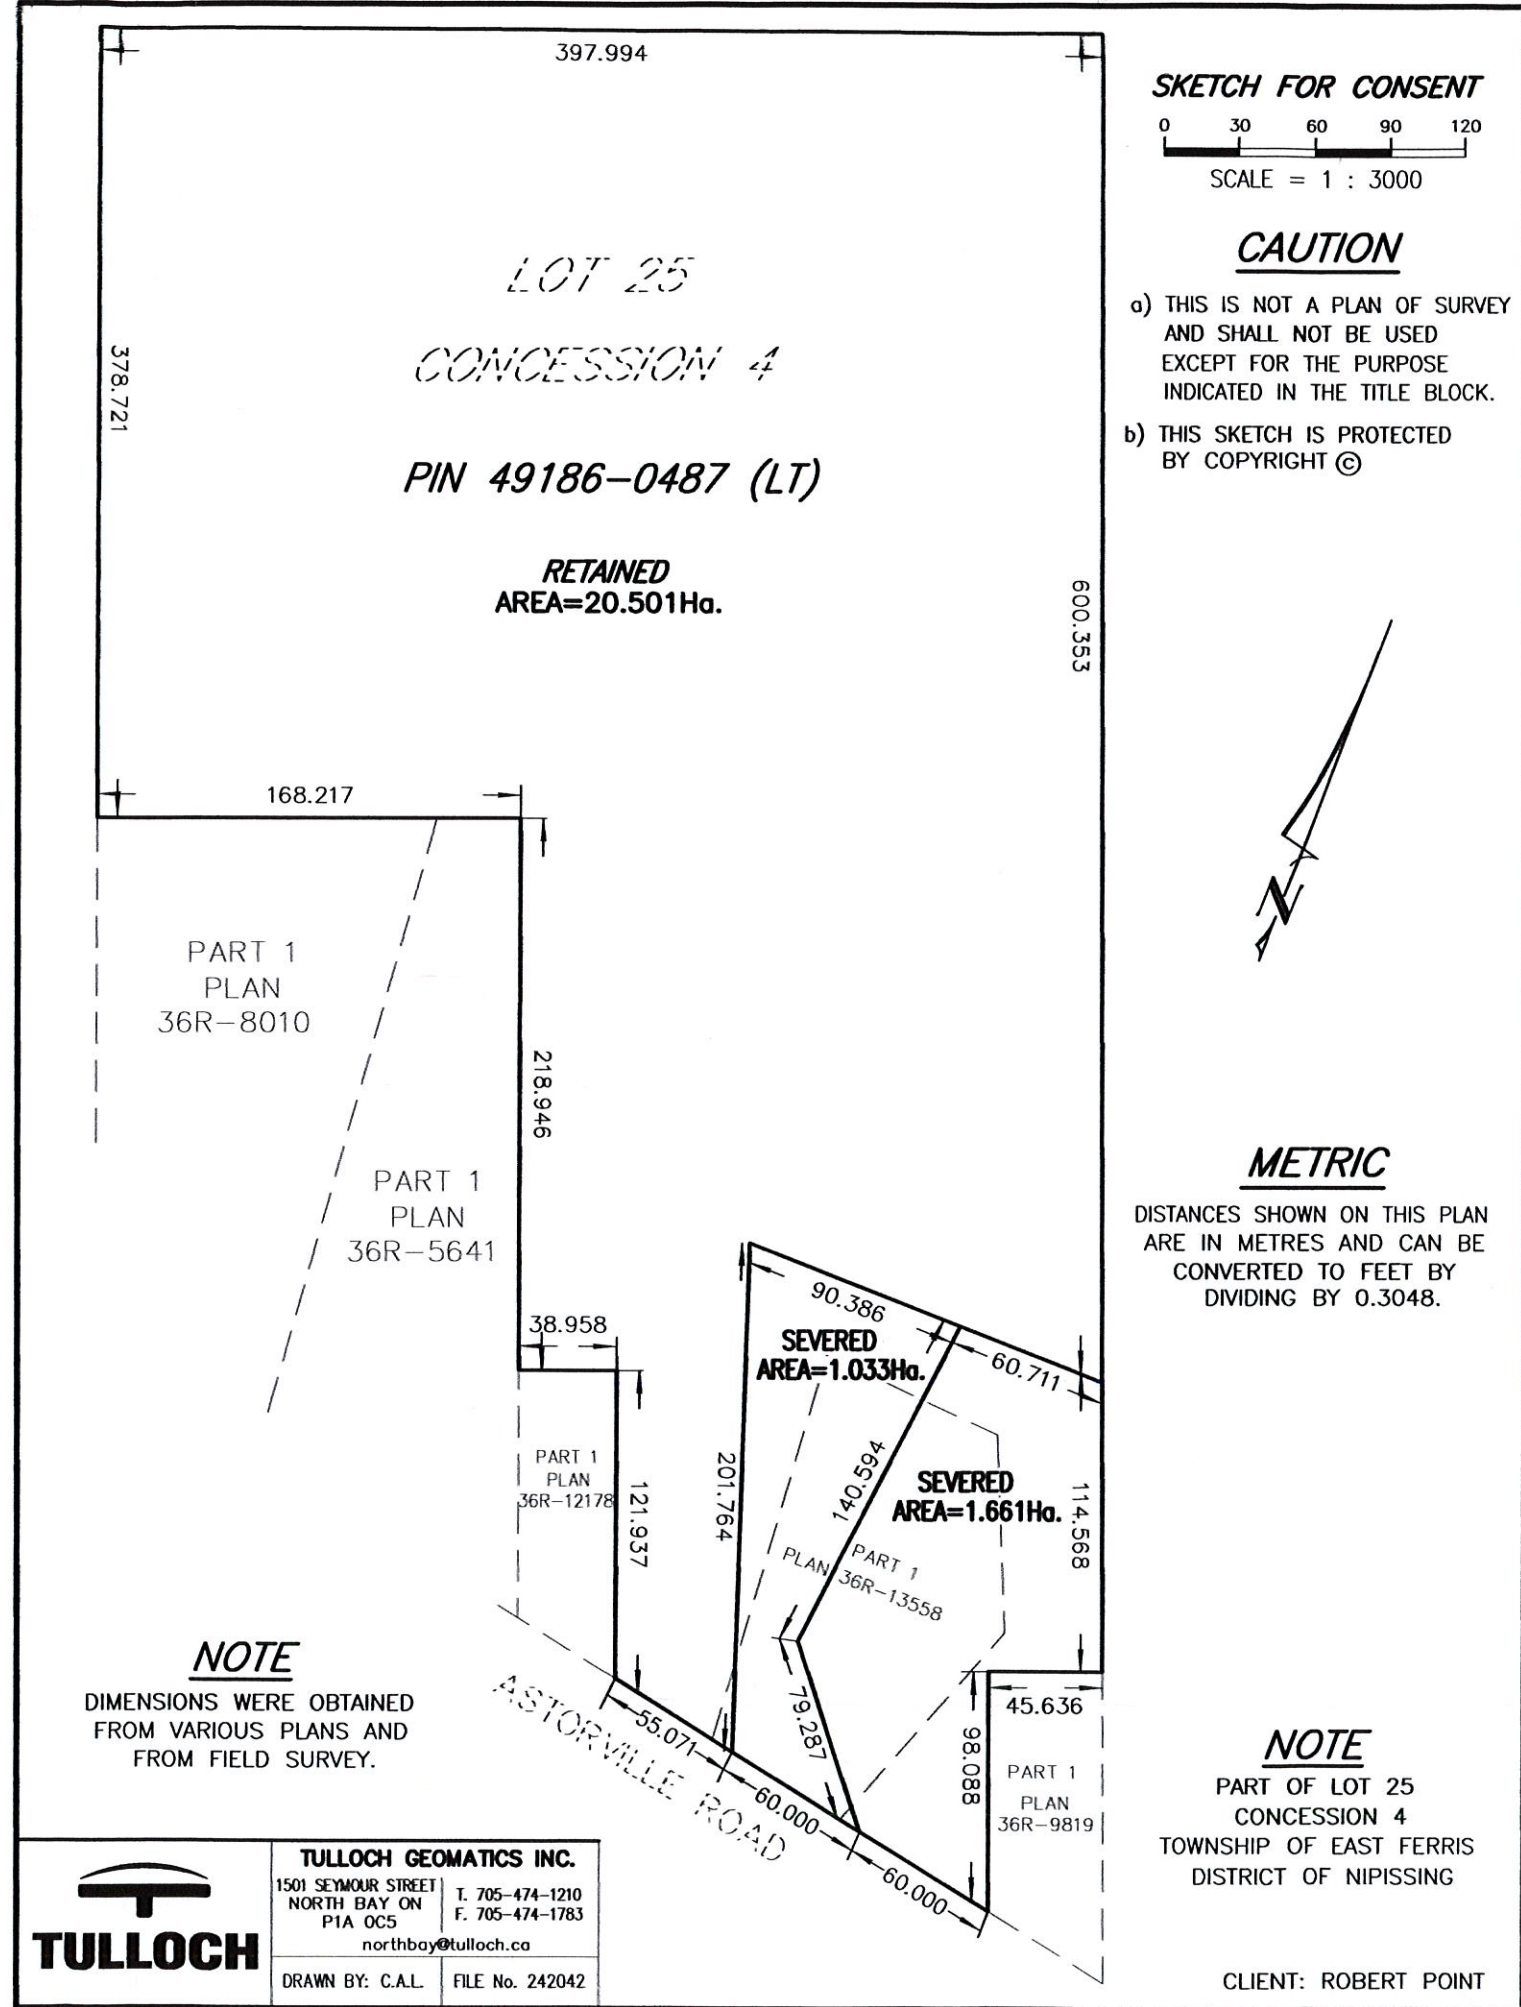 397.994
SKETCH FOR CONSENT
0 30 60 90 120
SCALE = 1 : 3000
CAUTION
a) THIS IS NOT A PLAN OF SURVEY
AND SHALL NOT BE USED
EXCEPT FOR THE PURPOSE
INDICATED IN THE TITLE BLOCK.
b) THIS SKETCH IS PROTECTED
BY COPYRIGHT ©
LOT 25
CONCESSION 4
PIN 49186-0487 (LT)
RETAINED
AREA=20.501Ha.
378.721
600.353
168.217
N
PART 1
PLAN
36R-8010
218.946
PART 1
PLAN
36R-5641
METRIC
DISTANCES SHOWN ON THIS PLAN
ARE IN METRES AND CAN BE
CONVERTED TO FEET BY
DIVIDING BY 0.3048.
38.958
90.386
SEVERED
AREA=1.033Ha.
60.711
PART 1
PLAN
36R-12178
121.937
201.764
140.594
SEVERED
AREA=1.661Ha.
114.568
PART 1
PLAN 36R-13558
79.287
45.636
98.088
PART 1
PLAN
36R-9819
55.071
60.000
60.000
ASTORVILLE ROAD
NOTE
DIMENSIONS WERE OBTAINED
FROM VARIOUS PLANS AND
FROM FIELD SURVEY.
NOTE
PART OF LOT 25
CONCESSION 4
TOWNSHIP OF EAST FERRIS
DISTRICT OF NIPISSING
TULLOCH
TULLOCH GEOMATICS INC.
1501 SEYMOUR STREET
NORTH BAY ON
P1A 0C5
T. 705-474-1210
F. 705-474-1783
northbay@tulloch.ca
DRAWN BY: C.A.L.
FILE No. 242042
CLIENT: ROBERT POINT